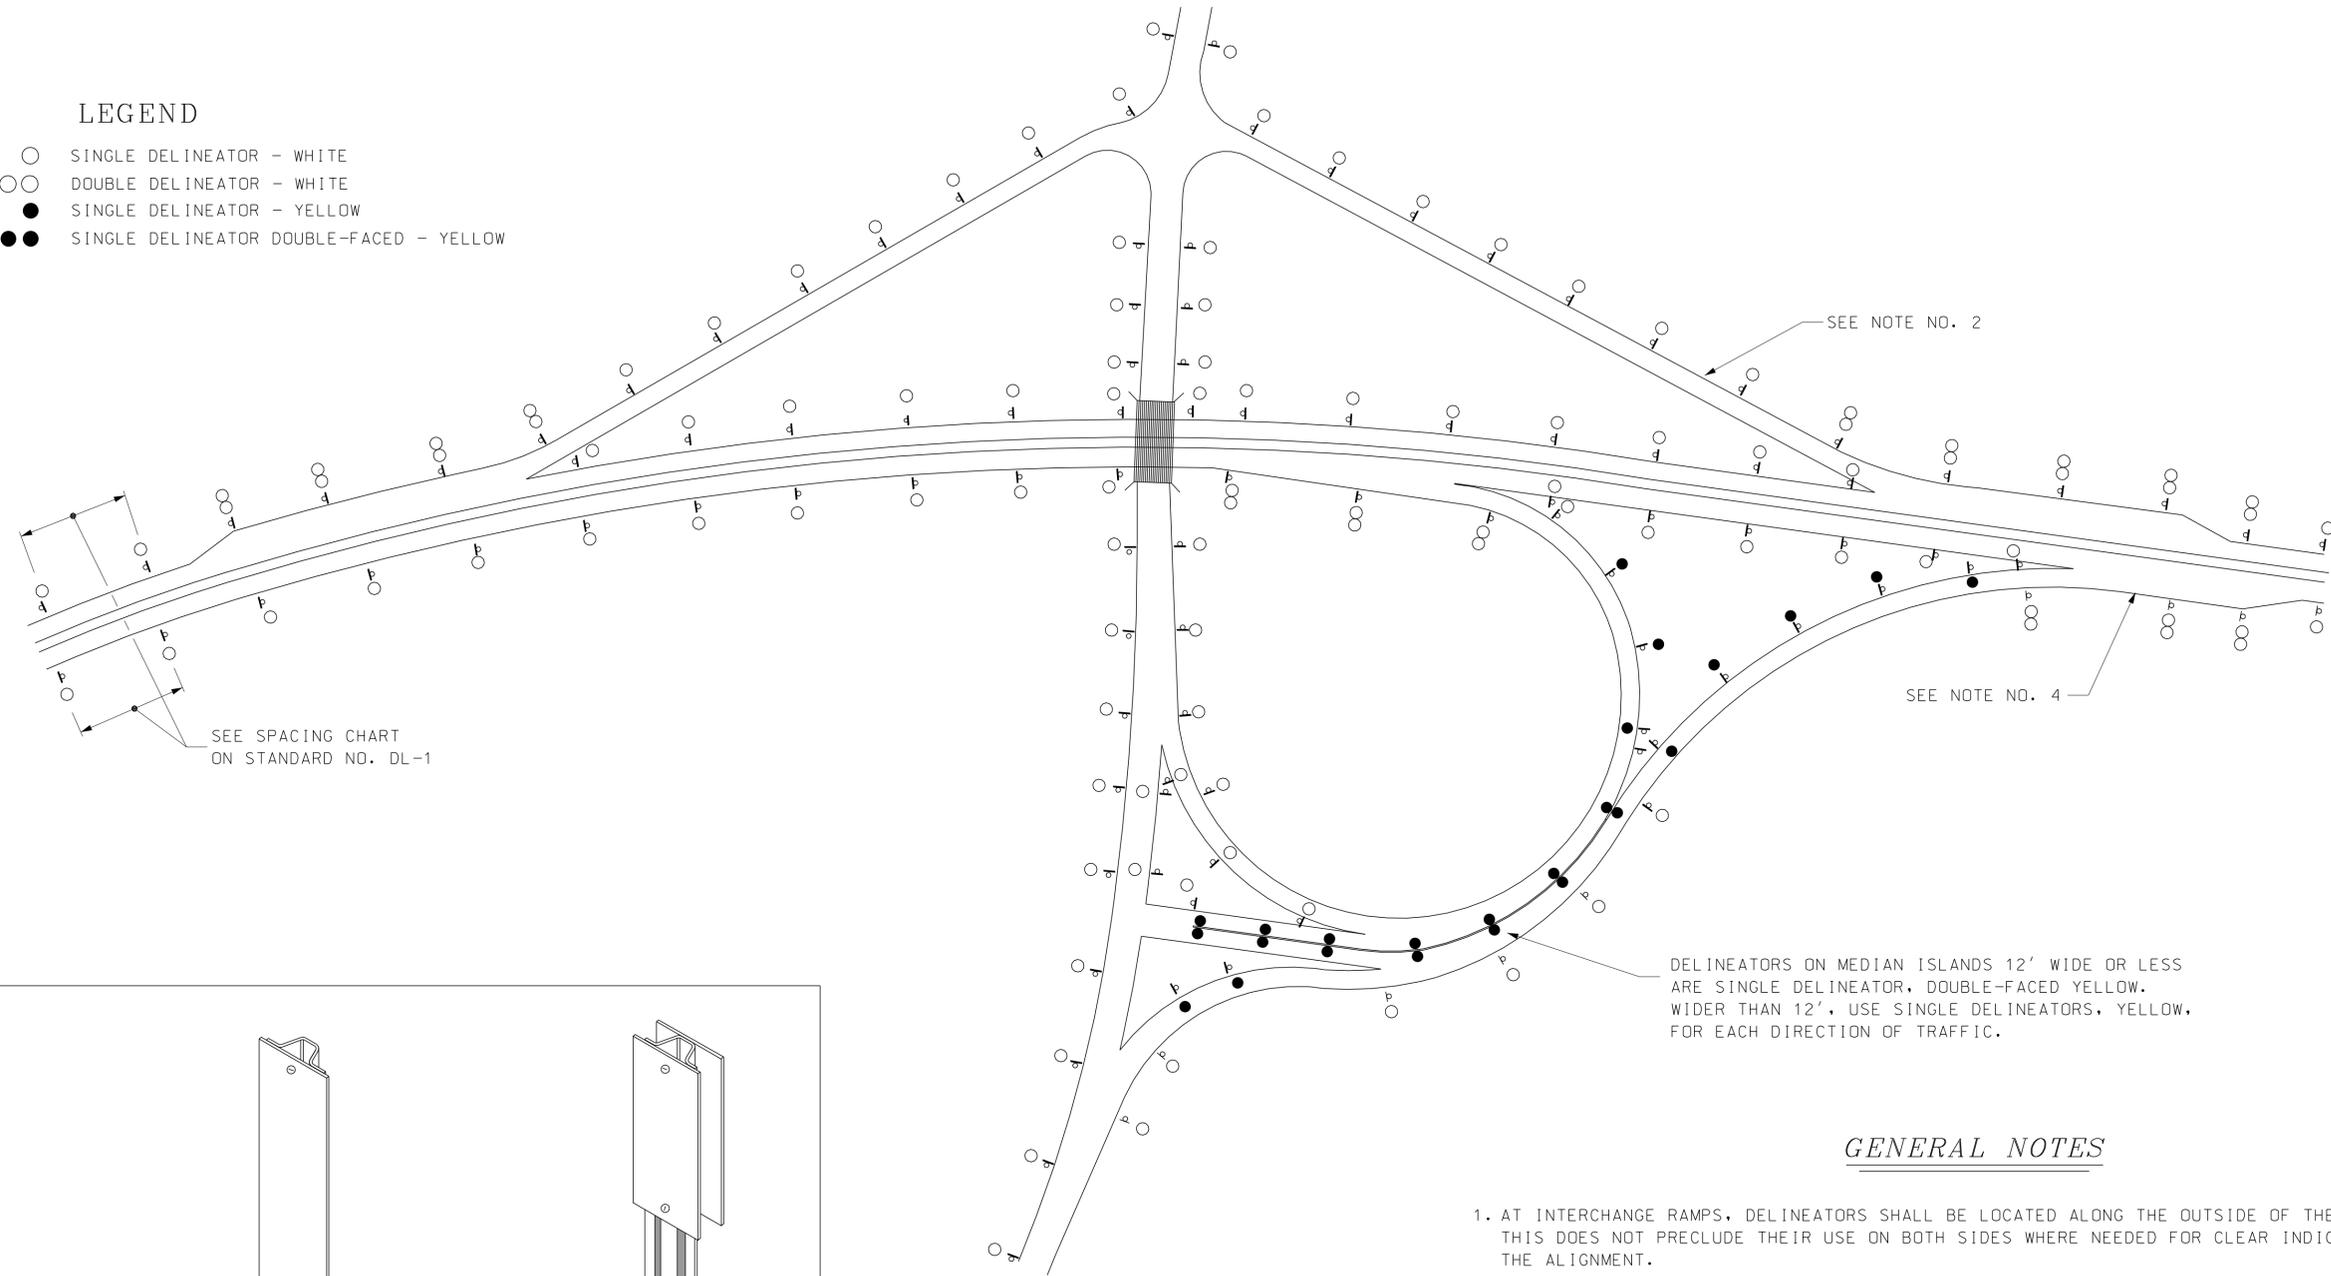 LEGEND
SINGLE DELINEATOR - WHITE
DOUBLE DELINEATOR - WHITE
SINGLE DELINEATOR - YELLOW
SINGLE DELINEATOR DOUBLE-FACED - YELLOW
SEE NOTE NO. 2
SEE NOTE NO. 4
SEE SPACING CHART
ON STANDARD NO. DL-1
DELINEATORS ON MEDIAN ISLANDS 12' WIDE OR LESS
ARE SINGLE DELINEATOR, DOUBLE-FACED YELLOW.
WIDER THAN 12', USE SINGLE DELINEATORS, YELLOW,
FOR EACH DIRECTION OF TRAFFIC.
GENERAL NOTES
1. AT INTERCHANGE RAMPS, DELINEATORS SHALL BE LOCATED ALONG THE OUTSIDE OF THE
THIS DOES NOT PRECLUDE THEIR USE ON BOTH SIDES WHERE NEEDED FOR CLEAR
THE ALIGNMENT.